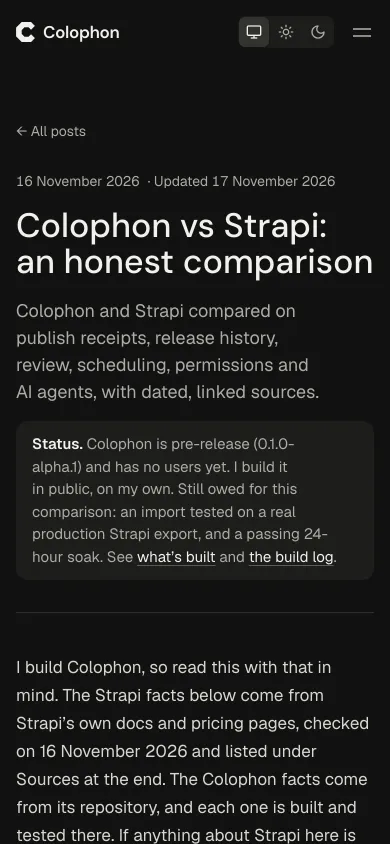 Colophon
← All posts
16 November 2026 · Updated 17 November 2026
Colophon vs Strapi:
an honest comparison
Colophon and Strapi compared on
publish receipts, release history,
review, scheduling, permissions and
AI agents, with dated, linked sources.
Status. Colophon is pre-release (0.1.0-
alpha.1) and has no users yet. I build it
in public, on my own. Still owed for this
comparison: an import tested on a real
production Strapi export, and a passing 24-
hour soak. See what’s built and the build log.
I build Colophon, so read this with that in
mind. The Strapi facts below come from
Strapi’s own docs and pricing pages, checked
on 16 November 2026 and listed under
Sources at the end. The Colophon facts come
from its repository, and each one is built and
tested there. If anything about Strapi here is